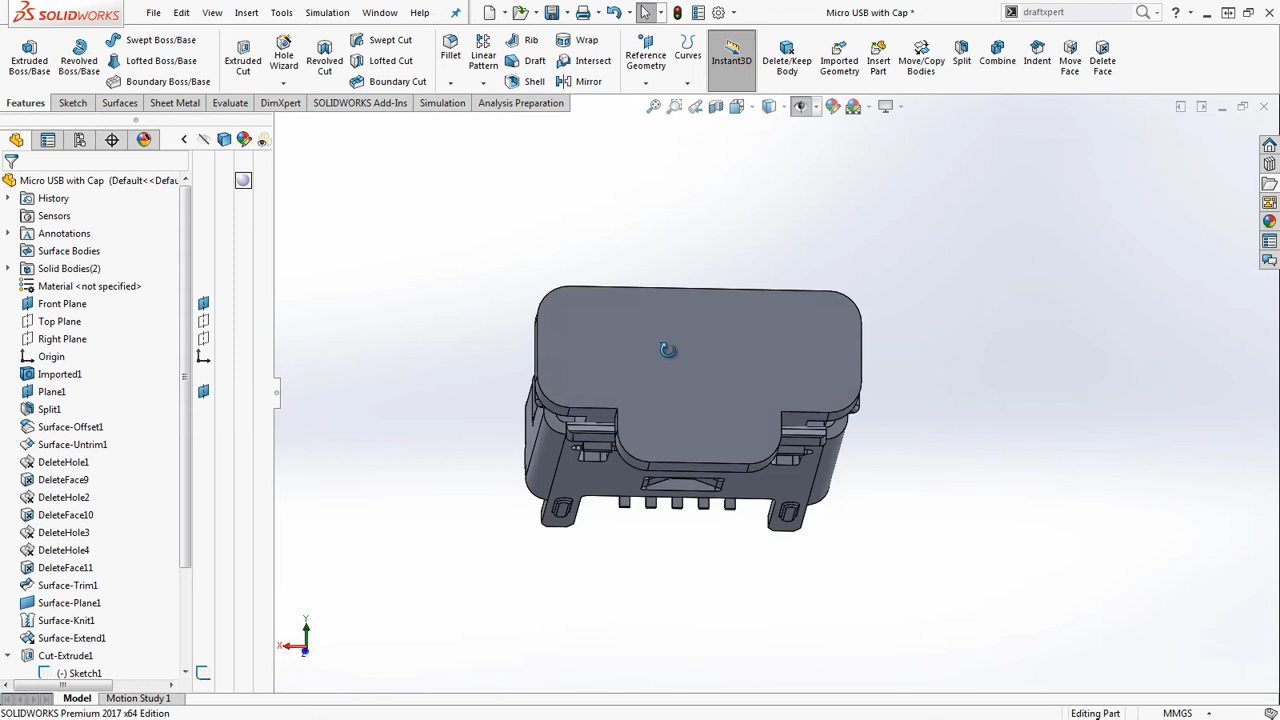 SOLIDWORKS File Edit View Insert Tools Simulation Window Help Micro USB with Cap * draftxpert
Extruded Boss/Base Revolved Boss/Base Swept Boss/Base Lofted Boss/Base Boundary Boss/Base Extruded Cut Hole Wizard Revolved Cut Swept Cut Lofted Cut Boundary Cut Fillet Linear Pattern Rib Draft Shell Wrap Intersect Mirror Reference Geometry Curves Instant3D Delete/Keep Body Imported Geometry Insert Part Move/Copy Bodies Split Combine Indent Move Face Delete Face
Features Sketch Surfaces Sheet Metal Evaluate DimXpert SOLIDWORKS Add-Ins Simulation Analysis Preparation
Micro USB with Cap (Default<<Defau
History
Sensors
Annotations
Surface Bodies
Solid Bodies(2)
Material <not specified>
Front Plane
Top Plane
Right Plane
Origin
Imported1
Plane1
Split1
Surface-Offset1
Surface-Untrim1
DeleteHole1
DeleteFace9
DeleteHole2
DeleteFace10
DeleteHole3
DeleteHole4
DeleteFace11
Surface-Trim1
Surface-Plane1
Surface-Knit1
Surface-Extend1
Cut-Extrude1
(-) Sketch1
Y
X
Z
Model Motion Study 1
SOLIDWORKS Premium 2017 x64 Edition Editing Part MMGS